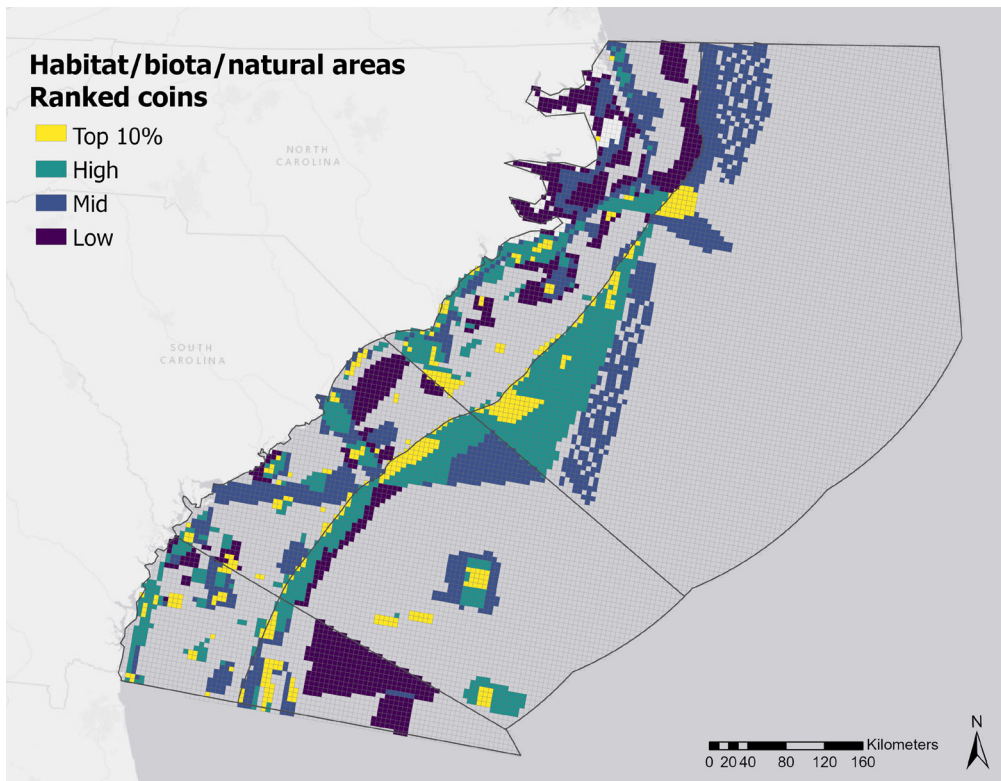 Habitat/biota/natural areas
Ranked coins
Top 10%
High
Mid
Low
NORTH
CAROLINA
SOUTH
CAROLINA
N
Kilometers
0 20 40 80 120 160